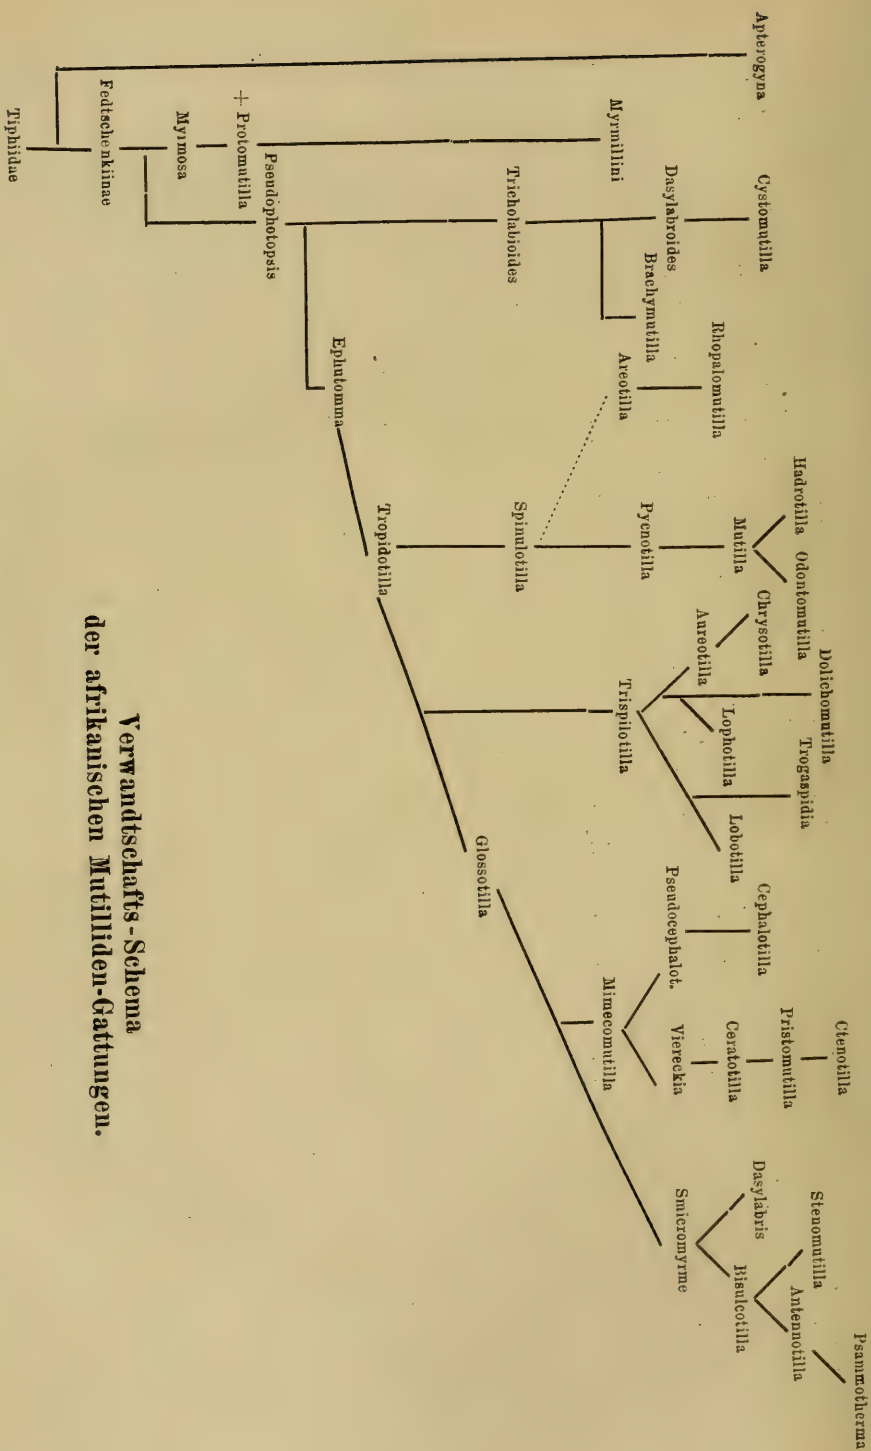 Apterogyna
Tiphiidae
Fedtschenkiinae
Myrmosa
+ Protomutilla
Myrmillini
Pseudophotopsis
Tricholabioides
Dasylabroides
Cystomutilla
Brachymutilla
Ephutomma
Areotilla
Rhopalomutilla
Tropidotilla
Spinulotilla
Pycnotilla
Mutilla
Hadrotilla
Odontomutilla
Trispilotilla
Aureotilla
Chrysotilla
Dolichomutilla
Lophotilla
Trogaspidia
Lobotilla
Glossotilla
Mimecomutilla
Pseudocephalot.
Cephalotilla
Viereckia
Ceratotilla
Pristomutilla
Ctenotilla
Smicromyrme
Dasylabris
Bisulcotilla
Stenomutilla
Antennotilla
Psammotherma
Verwandtschafts-Schema
der afrikanischen Mutilliden-Gattungen.